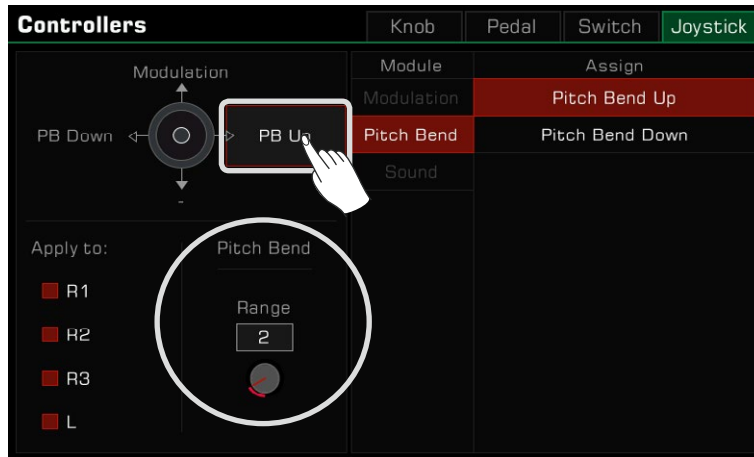 Controllers
Knob Pedal Switch Joystick
Modulation
PB Down
PB Up
-
Module
Modulation
Pitch Bend
Sound
Assign
Pitch Bend Up
Pitch Bend Down
Apply to:
R1
R2
R3
L
Pitch Bend
Range
2